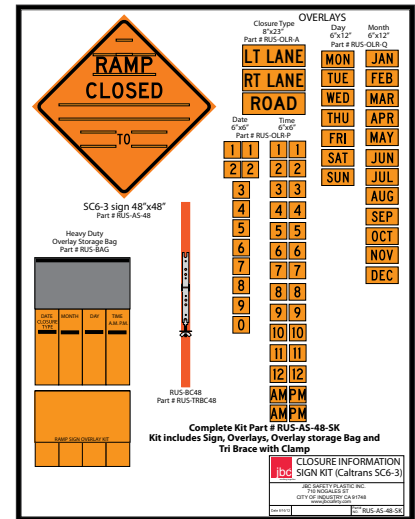 OVERLAYS
Closure Type
8"x23"
Part # RUS-OLR-A
LT LANE
RT LANE
ROAD
Day
6"x12"
Month
6"x12"
Part # RUS-OLR-Q
MON
TUE
WED
THU
FRI
SAT
SUN
JAN
FEB
MAR
APR
MAY
JUN
JUL
AUG
SEP
OCT
NOV
DEC
Date
6"x6"
Time
6"x6"
Part # RUS-OLR-P
1 1
2 2
3
4
5
6
7
8
9
0
1 1
2 2
3 3
4 4
5 5
6 6
7 7
8 8
9 9
10 10
11 11
12 12
AM PM
AM PM
RAMP
CLOSED
TO
SC6-3 sign 48"x48"
Part # RUS-AS-48
Heavy Duty
Overlay Storage Bag
Part # RUS-BAG
DATE
CLOSURE
TYPE
MONTH
DAY
TIME
A.M. P.M.
RAMP SIGN OVERLAY KIT
RUS-BC48
Part # RUS-TRBC48
Complete Kit Part # RUS-AS-48-SK
Kit includes Sign, Overlays, Overlay storage Bag and
Tri Brace with Clamp
jbc
CLOSURE INFORMATION
SIGN KIT (Caltrans SC6-3)
JBC SAFETY PLASTIC INC.
710 NOGALES ST
CITY OF INDUSTRY CA 91748
www.jbcsafety.com
RUS-AS-48-SK